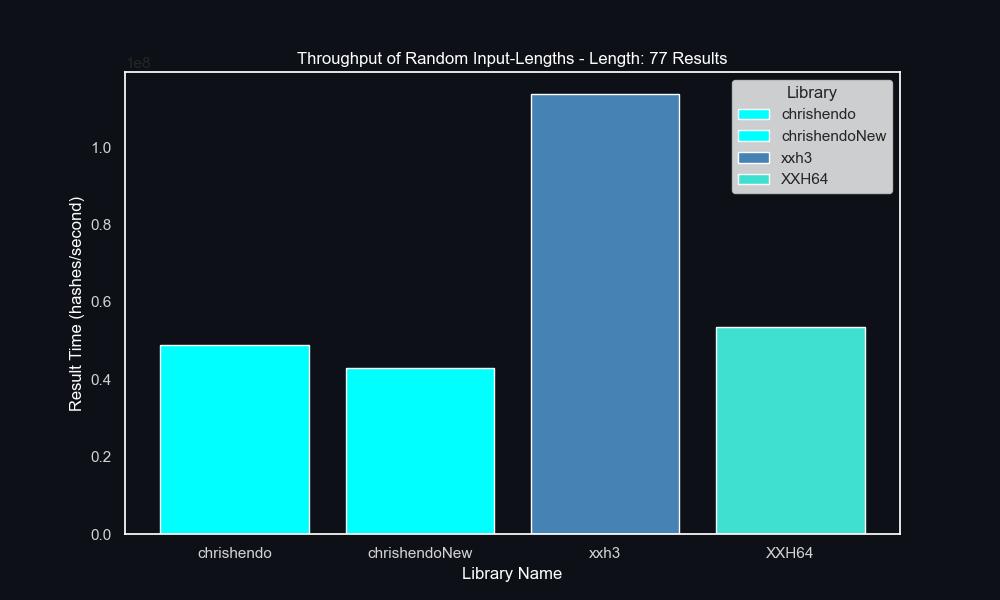 Throughput of Random Input-Lengths - Length: 77 Results
1e8
Library
chrishendo
chrishendoNew
xxh3
XXH64
1.0
0.8
0.6
0.4
0.2
0.0
Result Time (hashes/second)
chrishendo
chrishendoNew
xxh3
XXH64
Library Name